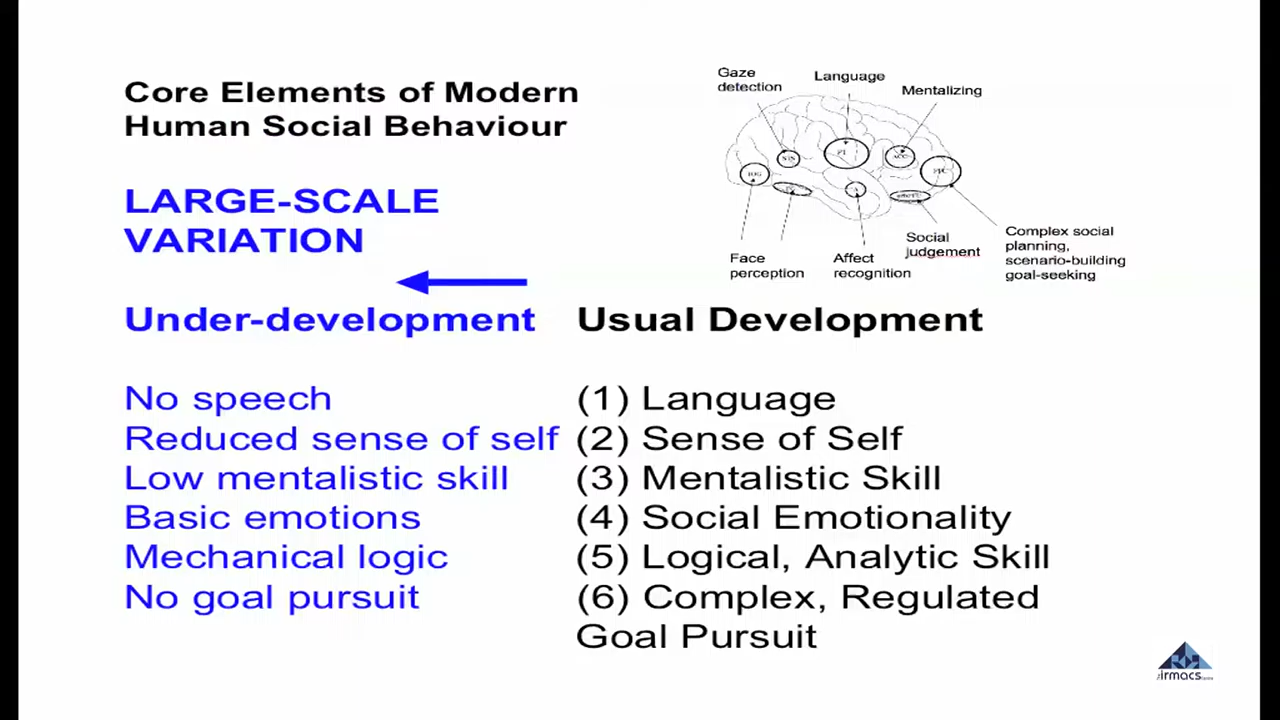 Core Elements of Modern
Human Social Behaviour
LARGE-SCALE
VARIATION
Gaze
detection
Language
Mentalizing
Face
perception
Affect
recognition
Social
judgement
Complex social
planning,
scenario-building
goal-seeking
Under-development
Usual Development
No speech
(1) Language
Reduced sense of self
(2) Sense of Self
Low mentalistic skill
(3) Mentalistic Skill
Basic emotions
(4) Social Emotionality
Mechanical logic
(5) Logical, Analytic Skill
No goal pursuit
(6) Complex, Regulated
Goal Pursuit
irmacs